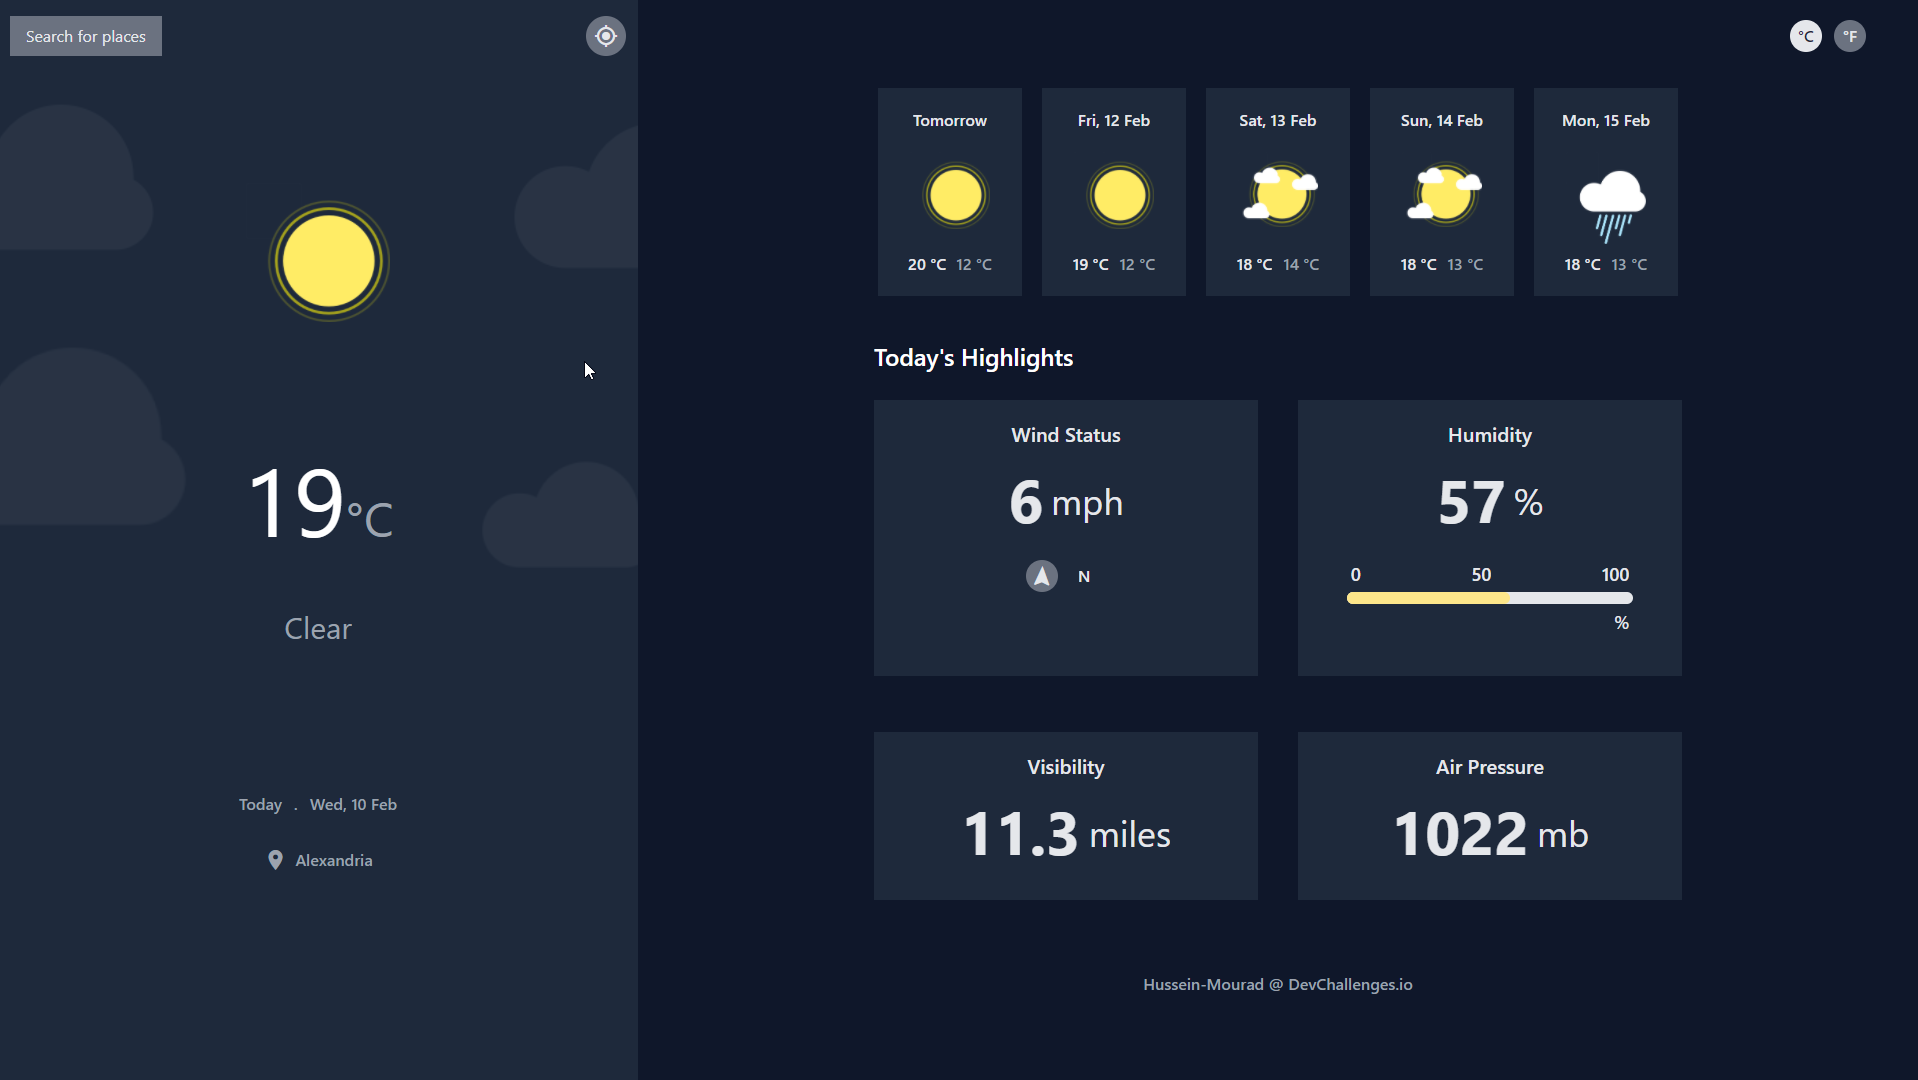 Search for places
19°C
Clear
Today . Wed, 10 Feb
Alexandria
°C °F
Tomorrow
20 °C 12 °C
Fri, 12 Feb
19 °C 12 °C
Sat, 13 Feb
18 °C 14 °C
Sun, 14 Feb
18 °C 13 °C
Mon, 15 Feb
18 °C 13 °C
Today's Highlights
Wind Status
6 mph
N
Humidity
57 %
0 50 100
%
Visibility
11.3 miles
Air Pressure
1022 mb
Hussein-Mourad @ DevChallenges.io